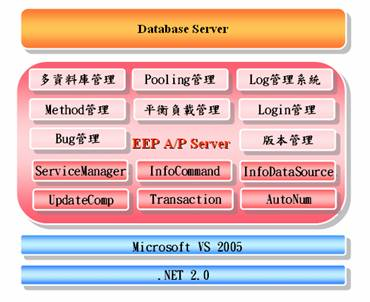 Database Server
多資料庫管理 Pooling管理 Log管理系統
Method管理 平衡負載管理 Login管理
Bug管理 EEP A/P Server 版本管理
ServiceManager InfoCommand InfoDataSource
UpdateComp Transaction AutoNum
Microsoft VS 2005
.NET 2.0